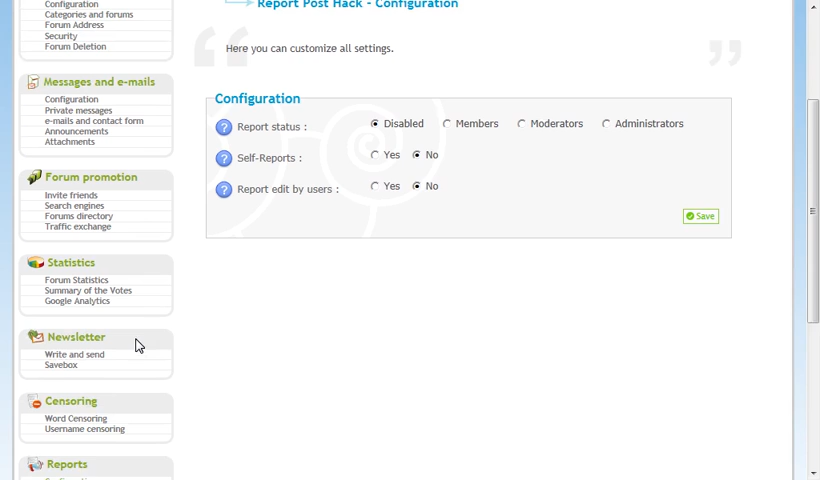 Configuration
Categories and forums
Forum Address
Security
Forum Deletion
Messages and e-mails
Configuration
Private messages
e-mails and contact form
Announcements
Attachments
Forum promotion
Invite friends
Search engines
Forums directory
Traffic exchange
Statistics
Forum Statistics
Summary of the Votes
Google Analytics
Newsletter
Write and send
Savebox
Censoring
Word Censoring
Username censoring
Reports
Report Post Hack - Configuration
Here you can customize all settings.
Configuration
Report status : Disabled Members Moderators Administrators
Self-Reports : Yes No
Report edit by users : Yes No
Save